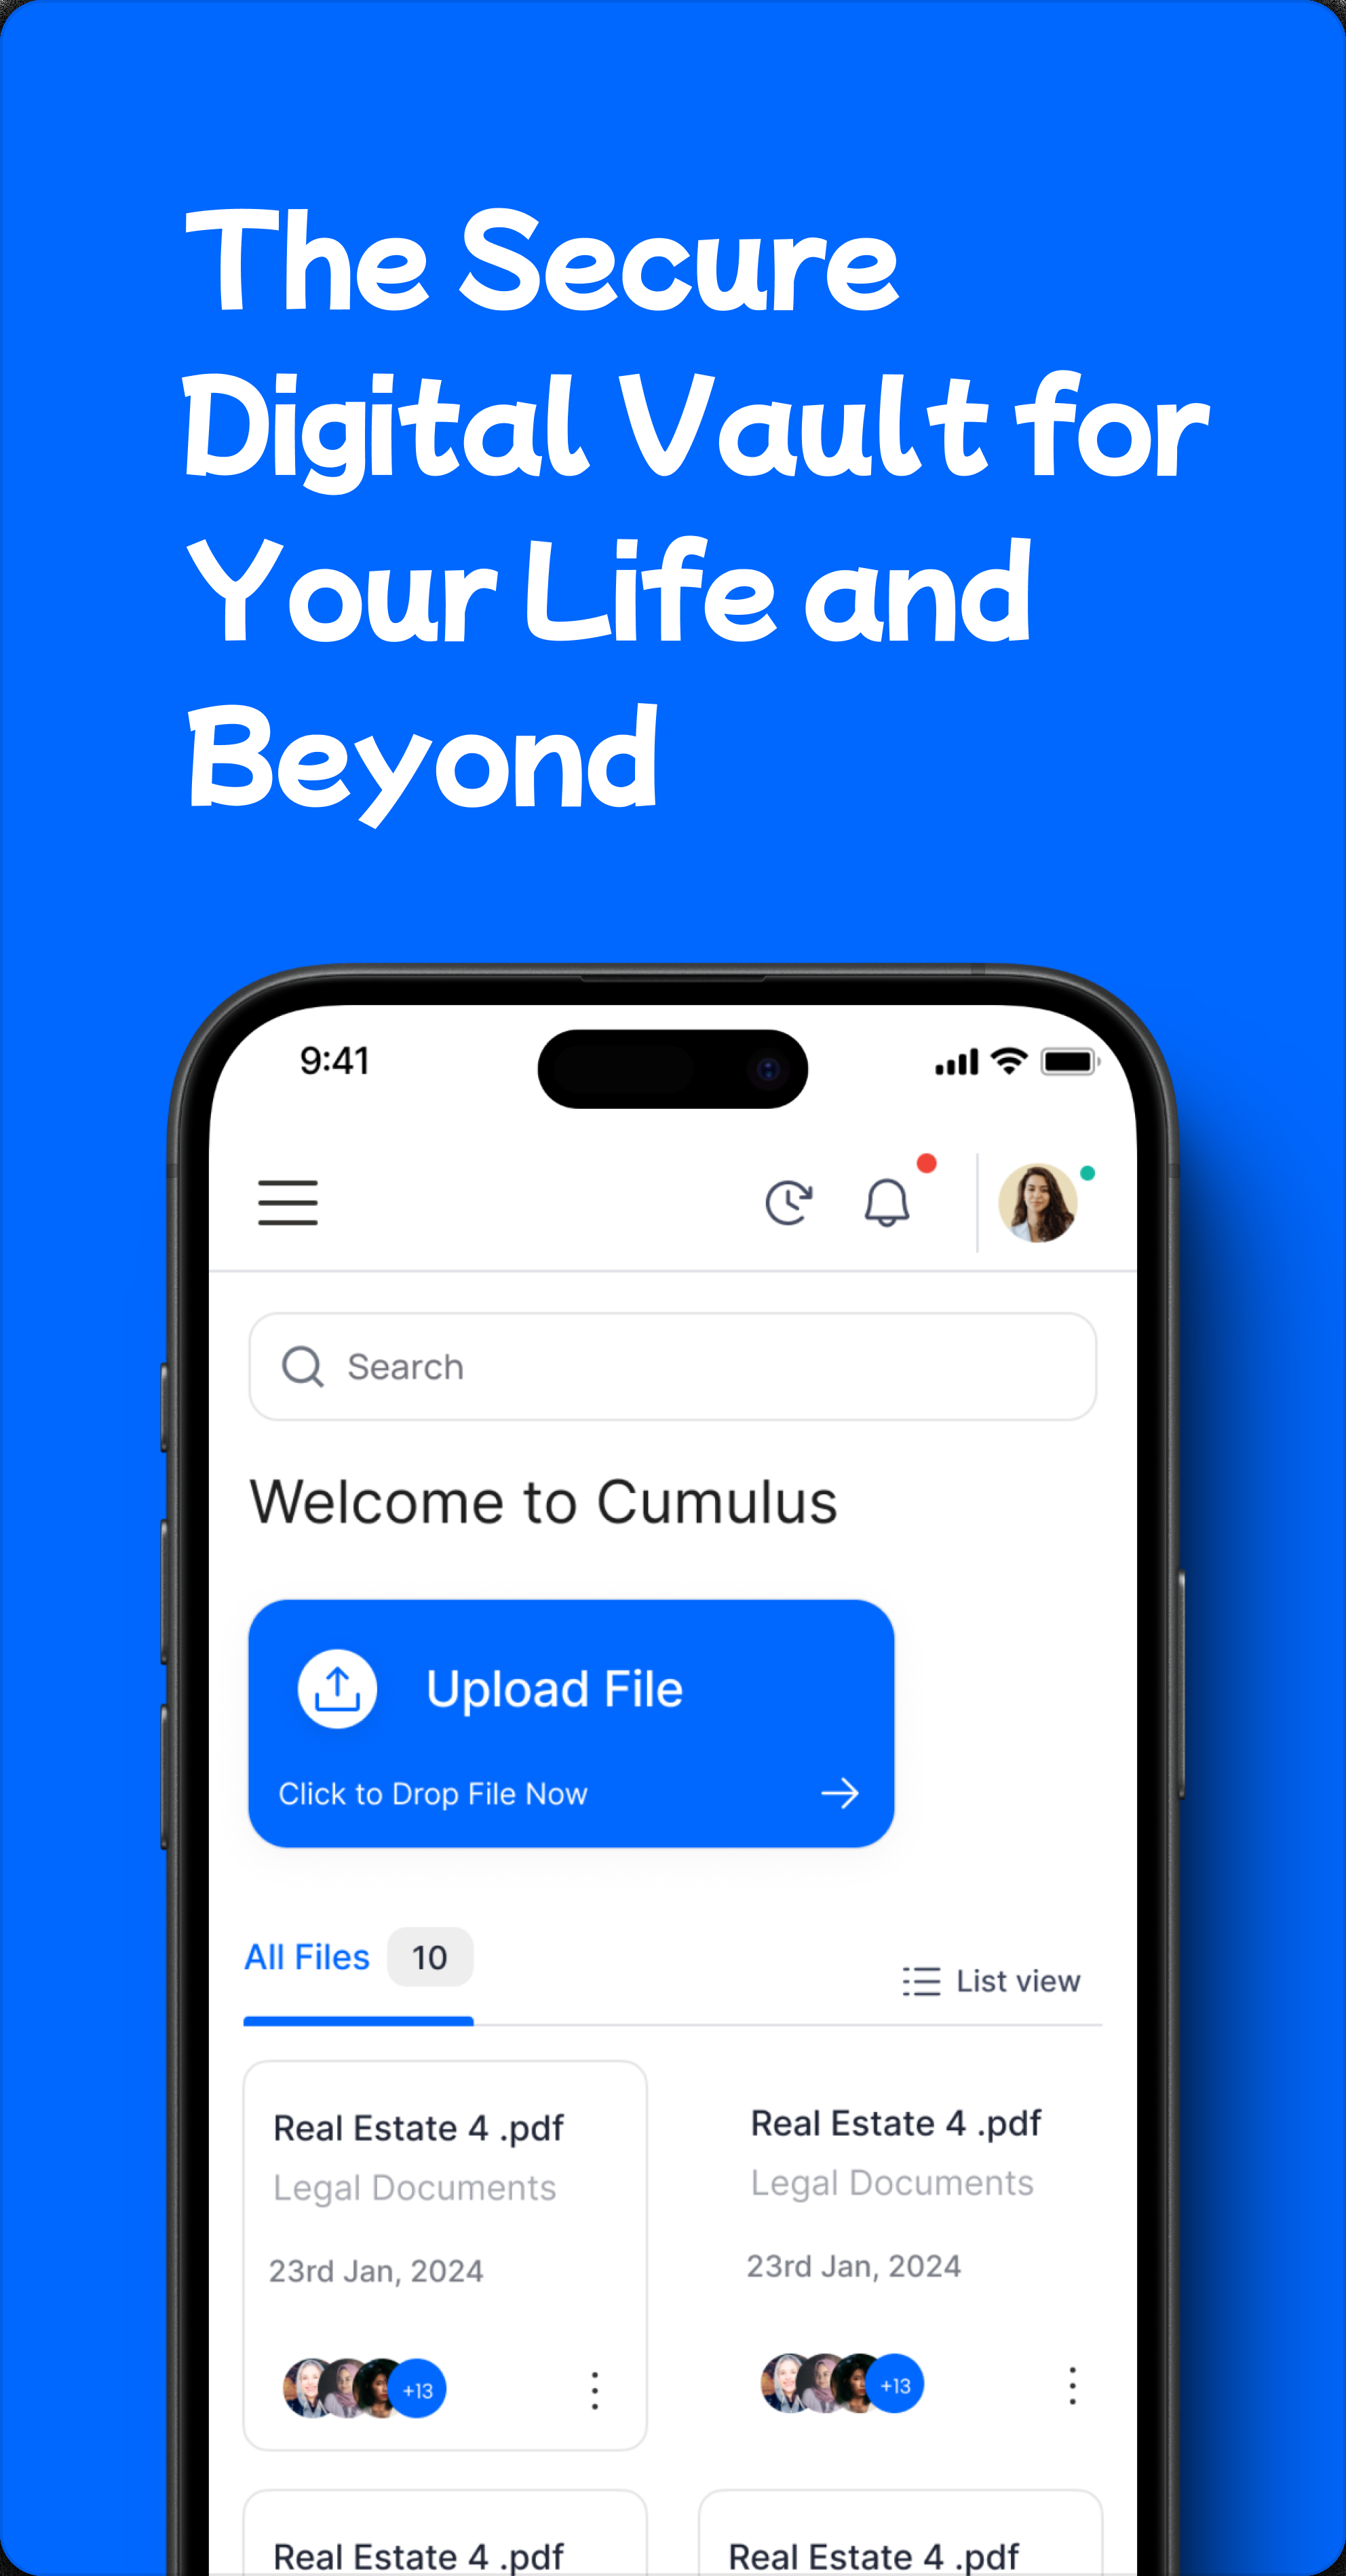 The Secure
Digital Vault for
Your Life and
Beyond
9:41
Search
Welcome to Cumulus
Upload File
Click to Drop File Now
All Files 10
List view
Real Estate 4 .pdf
Legal Documents
23rd Jan, 2024
+13
Real Estate 4 .pdf
Legal Documents
23rd Jan, 2024
+13
Real Estate 4 .pdf
Real Estate 4 .pdf